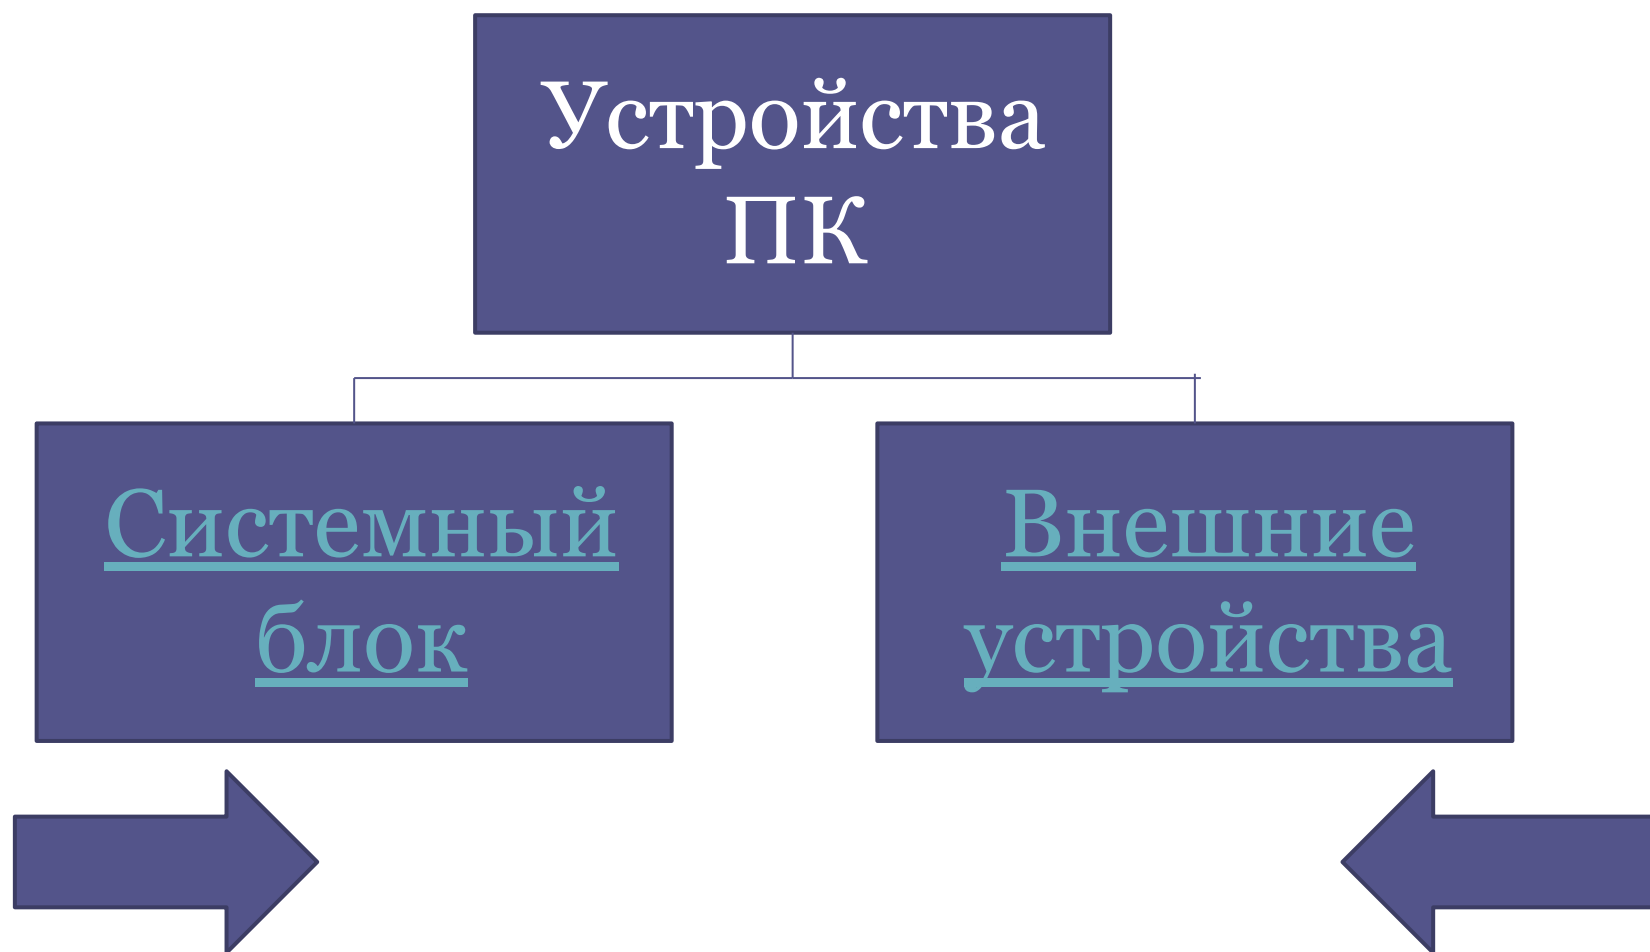 Устройства
ПК
Системный
блок
Внешние
устройства